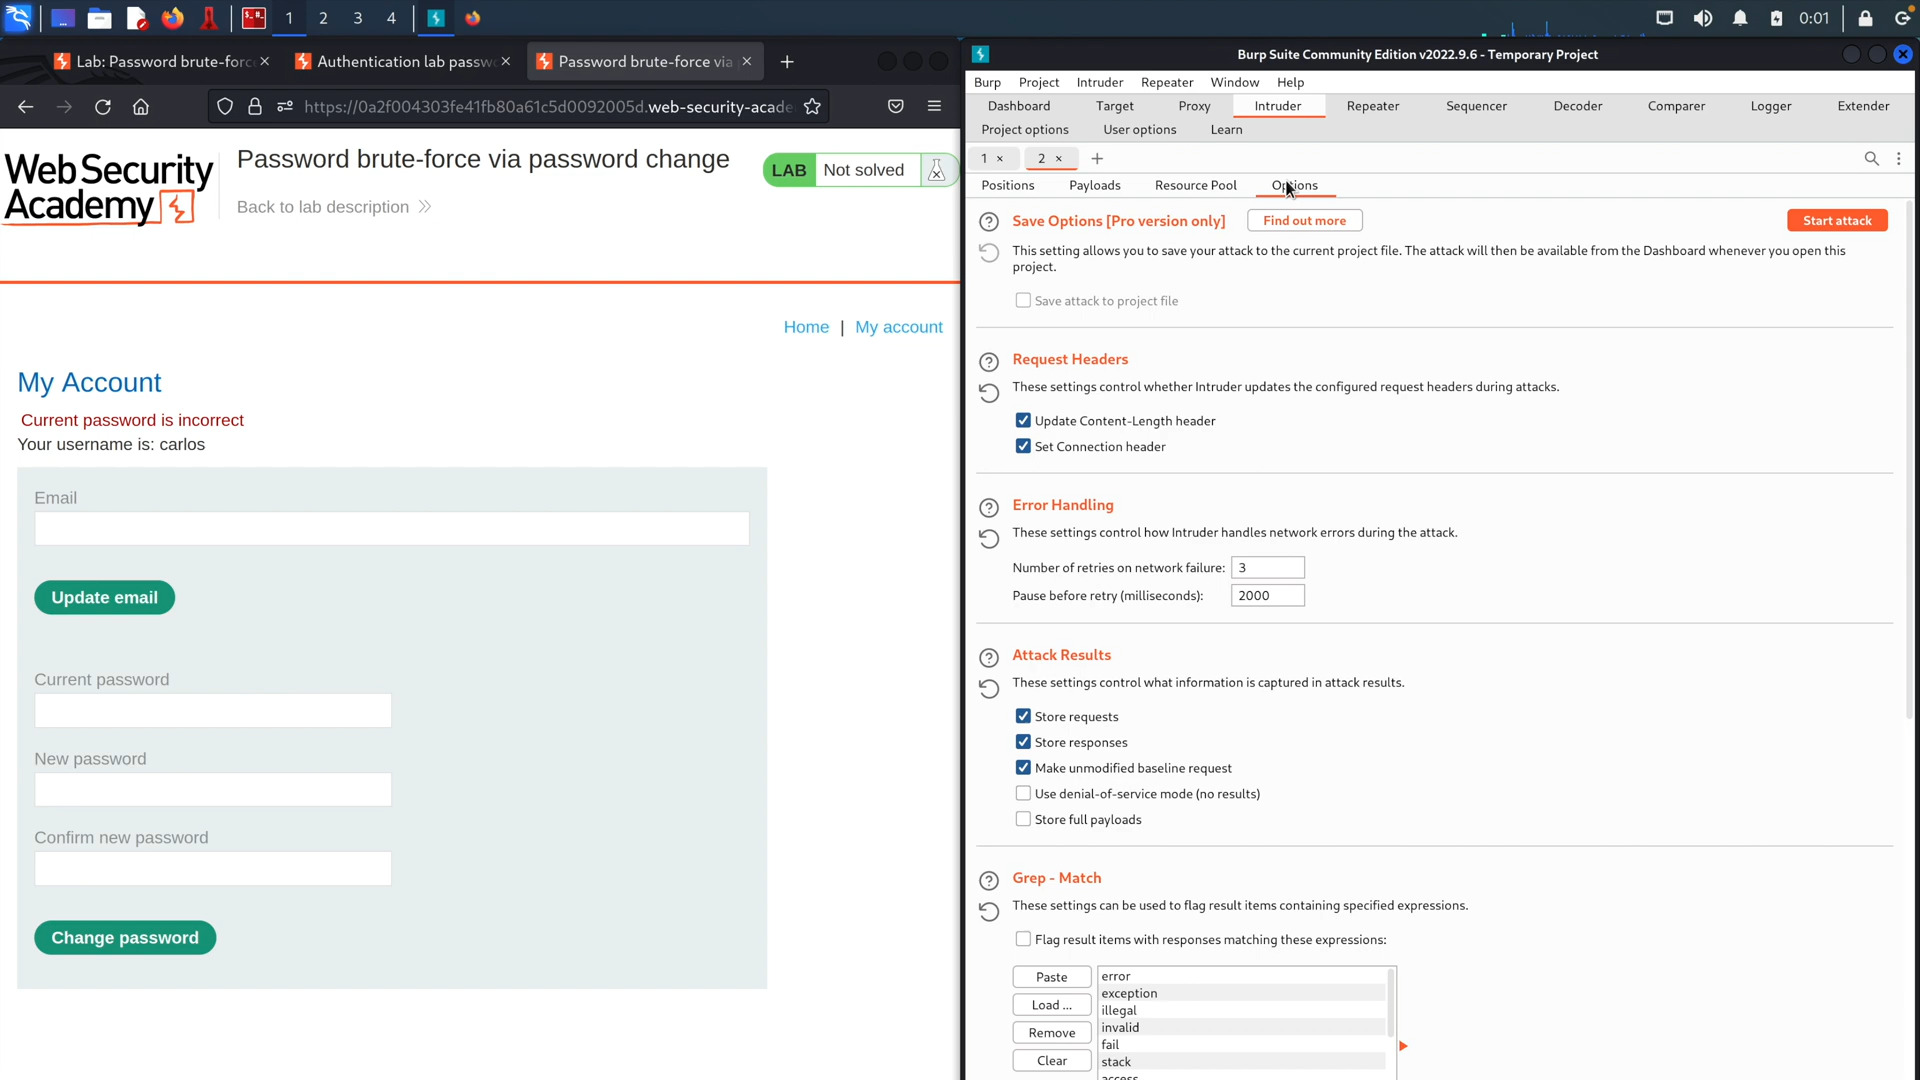 1
2
3
4
0:01
Lab: Password brute-forc
Authentication lab passw
Password brute-force via
https://0a2f004303fe41fb80a61c5d0092005d.web-security-acade
Web Security
Academy
Password brute-force via password change
Back to lab description
LAB
Not solved
Home | My account
My Account
Current password is incorrect
Your username is: carlos
Email
Update email
Current password
New password
Confirm new password
Change password
Burp Suite Community Edition v2022.9.6 - Temporary Project
Burp Project Intruder Repeater Window Help
Dashboard Target Proxy Intruder Repeater Sequencer Decoder Comparer Logger Extender
Project options User options Learn
1 × 2 × +
Positions Payloads Resource Pool Options
Save Options [Pro version only] Find out more Start attack
This setting allows you to save your attack to the current project file. The attack will then be available from the Dashboard whenever you open this
project.
Save attack to project file
Request Headers
These settings control whether Intruder updates the configured request headers during attacks.
Update Content-Length header
Set Connection header
Error Handling
These settings control how Intruder handles network errors during the attack.
Number of retries on network failure: 3
Pause before retry (milliseconds): 2000
Attack Results
These settings control what information is captured in attack results.
Store requests
Store responses
Make unmodified baseline request
Use denial-of-service mode (no results)
Store full payloads
Grep - Match
These settings can be used to flag result items containing specified expressions.
Flag result items with responses matching these expressions:
Paste
Load ...
Remove
Clear
error
exception
illegal
invalid
fail
stack
access